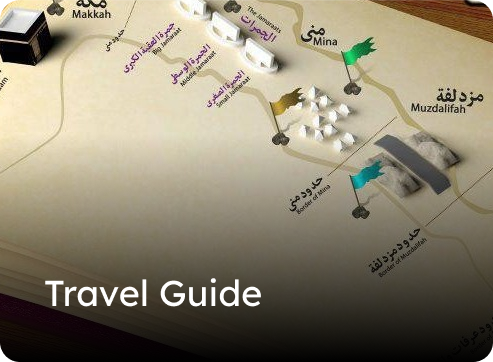 مكة
Makkah
حدود منى
The Jamaraats
الجمرات
جمرة العقبة الكبرى
Big Jamaraat
الجمرة الوسطى
Middle Jamaraat
الجمرة الصغرى
Small Jamaraat
منى
Mina
مزدلفة
Muzdalifah
حدود منى
Border of Mina
حدود مزدلفة
Border of Muzdalifah
Travel Guide